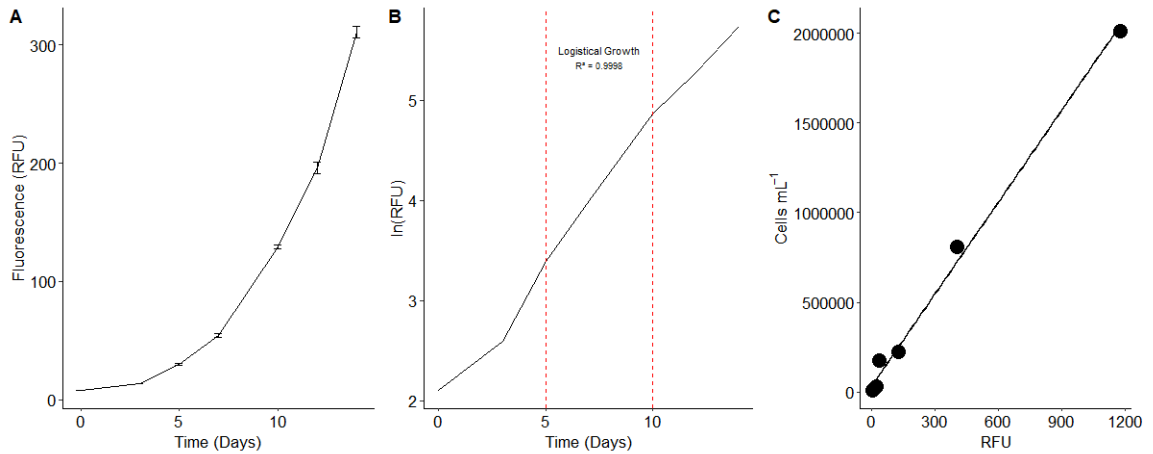 A
Fluorescence (RFU)
300
200
100
0
0
5
10
Time (Days)
B
ln(RFU)
5
4
3
2
Logistical Growth
R² = 0.9998
0
5
10
Time (Days)
C
Cells mL⁻¹
2000000
1500000
1000000
500000
0
0
300
600
900
1200
RFU